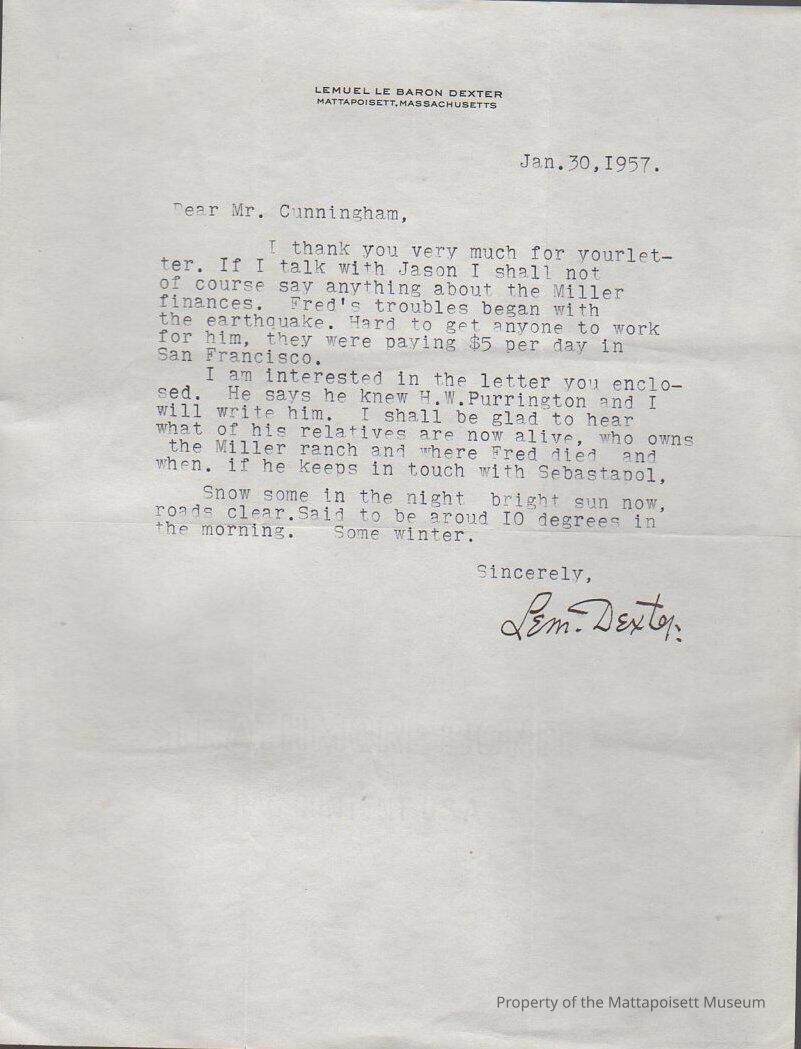 LEMUEL LE BARON DEXTER
MATTAPOISETT, MASSACHUSETTS
Jan.30,I957.
Dear Mr. Cunningham,
I thank you very much for yourlet-
ter. If I talk with Jason I shall not
of course say anything about the Miller
finances. Fred's troubles began with
the earthquake. Hard to get anyone to work
for him, they were paying $5 per day in
San Francisco.
I am interested in the letter you enclo-
sed. He says he knew H.W.Purrington and I
will write him. I shall be glad to hear
what of his relatives are now alive, who owns
the Miller ranch and where Fred died and
when. if he keeps in touch with Sebastapol,
Snow some in the night bright sun now,
roads clear.Said to be aroud IO degrees in
the morning. Some winter.
Sincerely,
Lem. Dexter.
Property of the Mattapoisett Museum